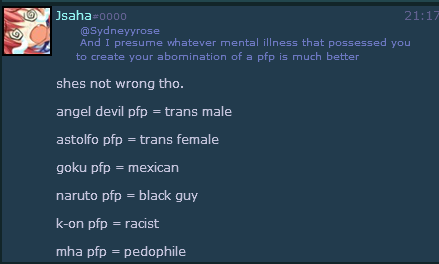 Jsaha#0000 21:17
@Sydneyyrose
And I presume whatever mental illness that possessed you
to create your abomination of a pfp is much better
shes not wrong tho.
angel devil pfp = trans male
astolfo pfp = trans female
goku pfp = mexican
naruto pfp = black guy
k-on pfp = racist
mha pfp = pedophile